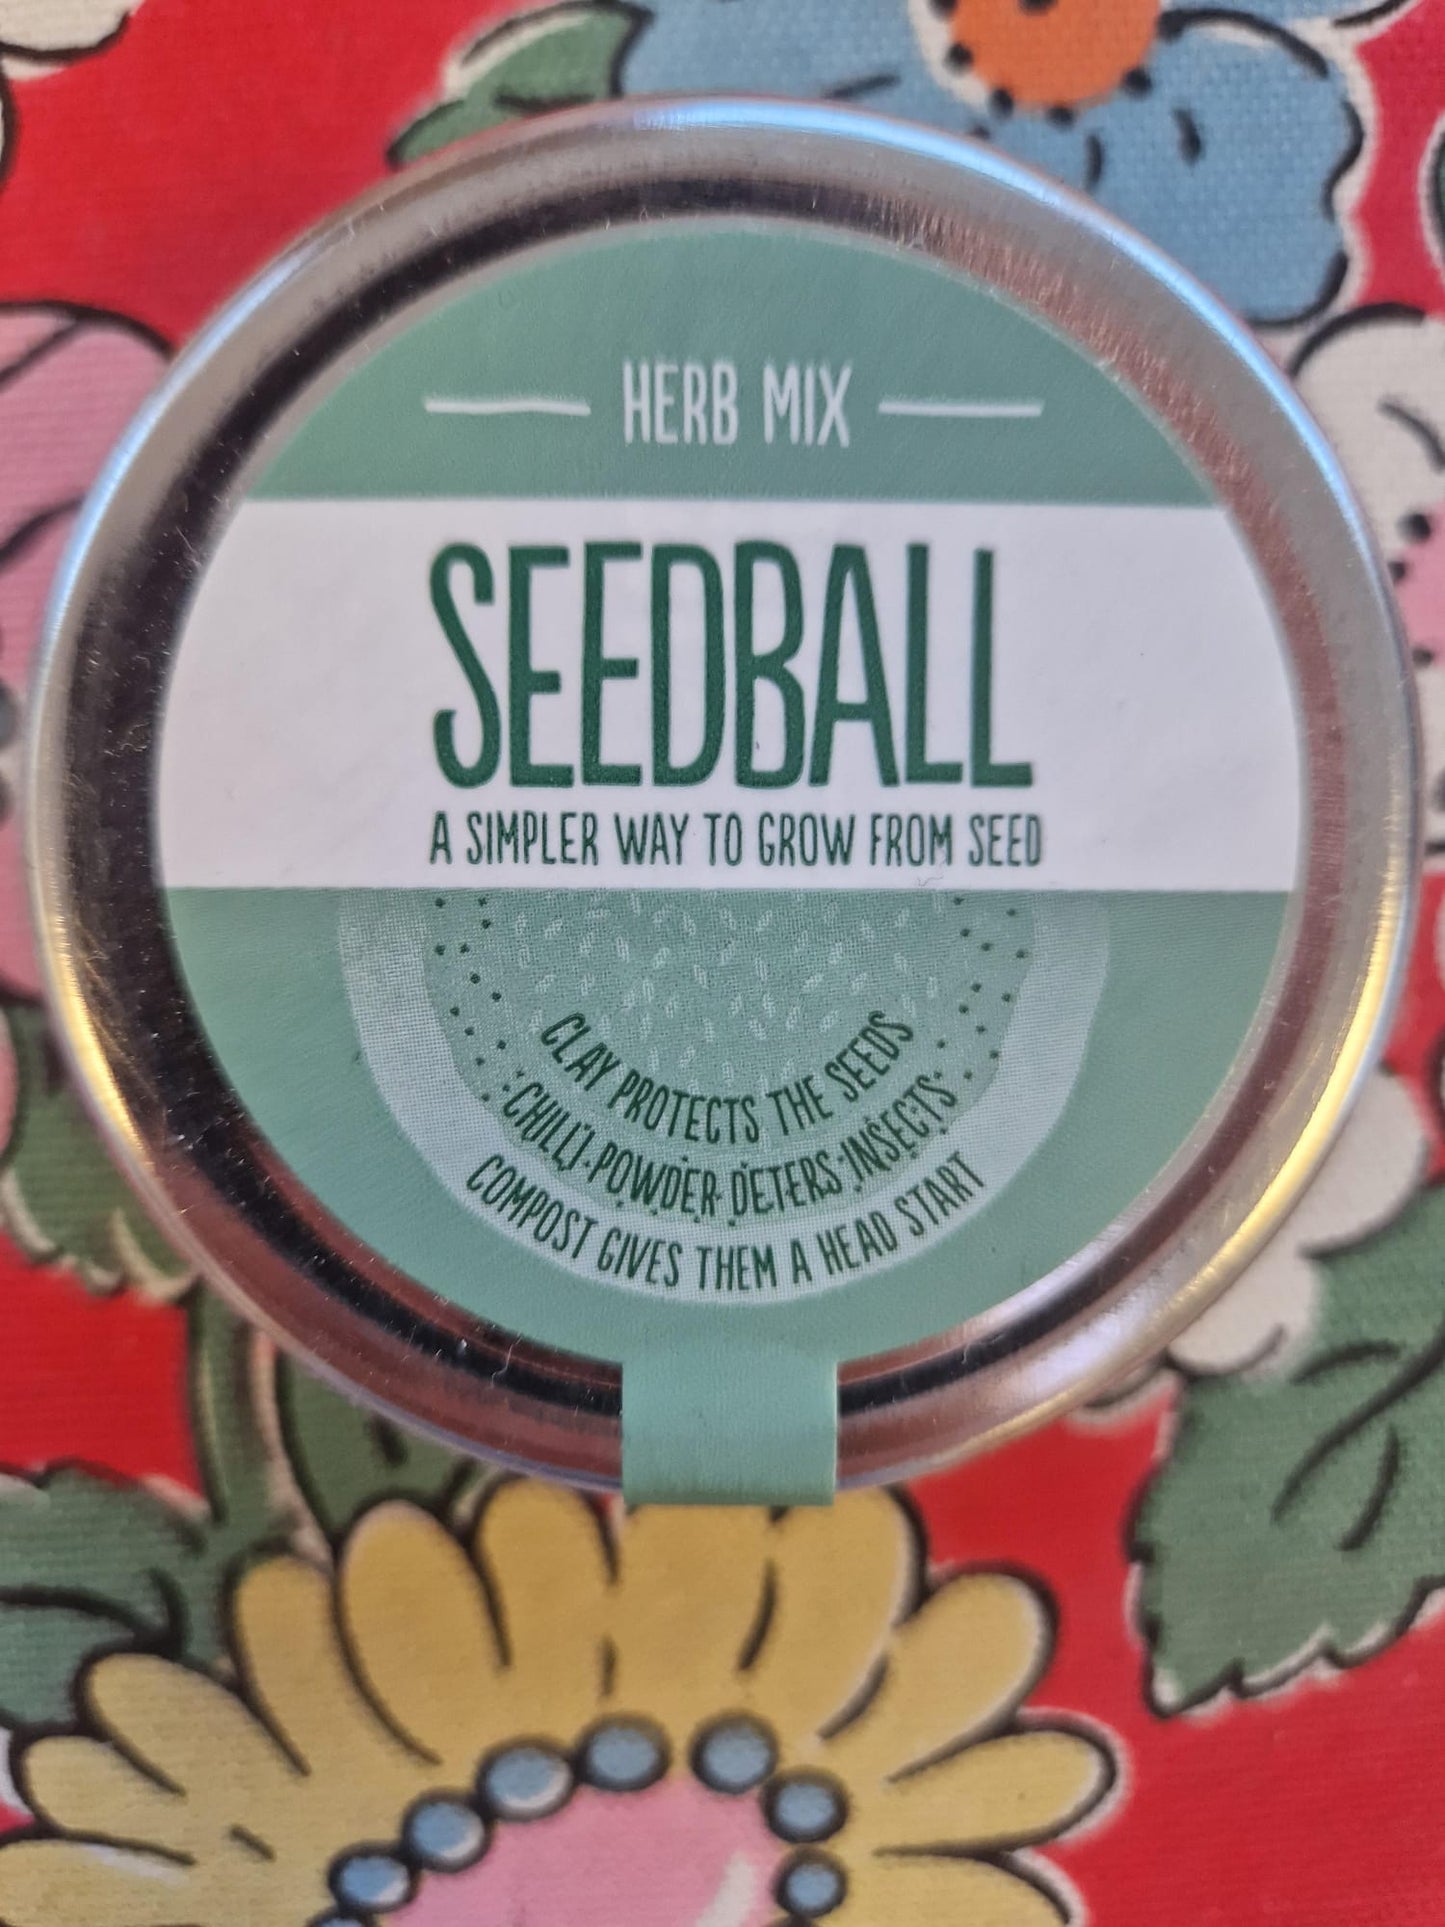 HERB MIX
SEEDBALL
A SIMPLER WAY TO GROW FROM SEED
CLAY PROTECTS THE SEEDS
CHILLI POWDER DETERS INSECTS
COMPOST GIVES THEM A HEAD START